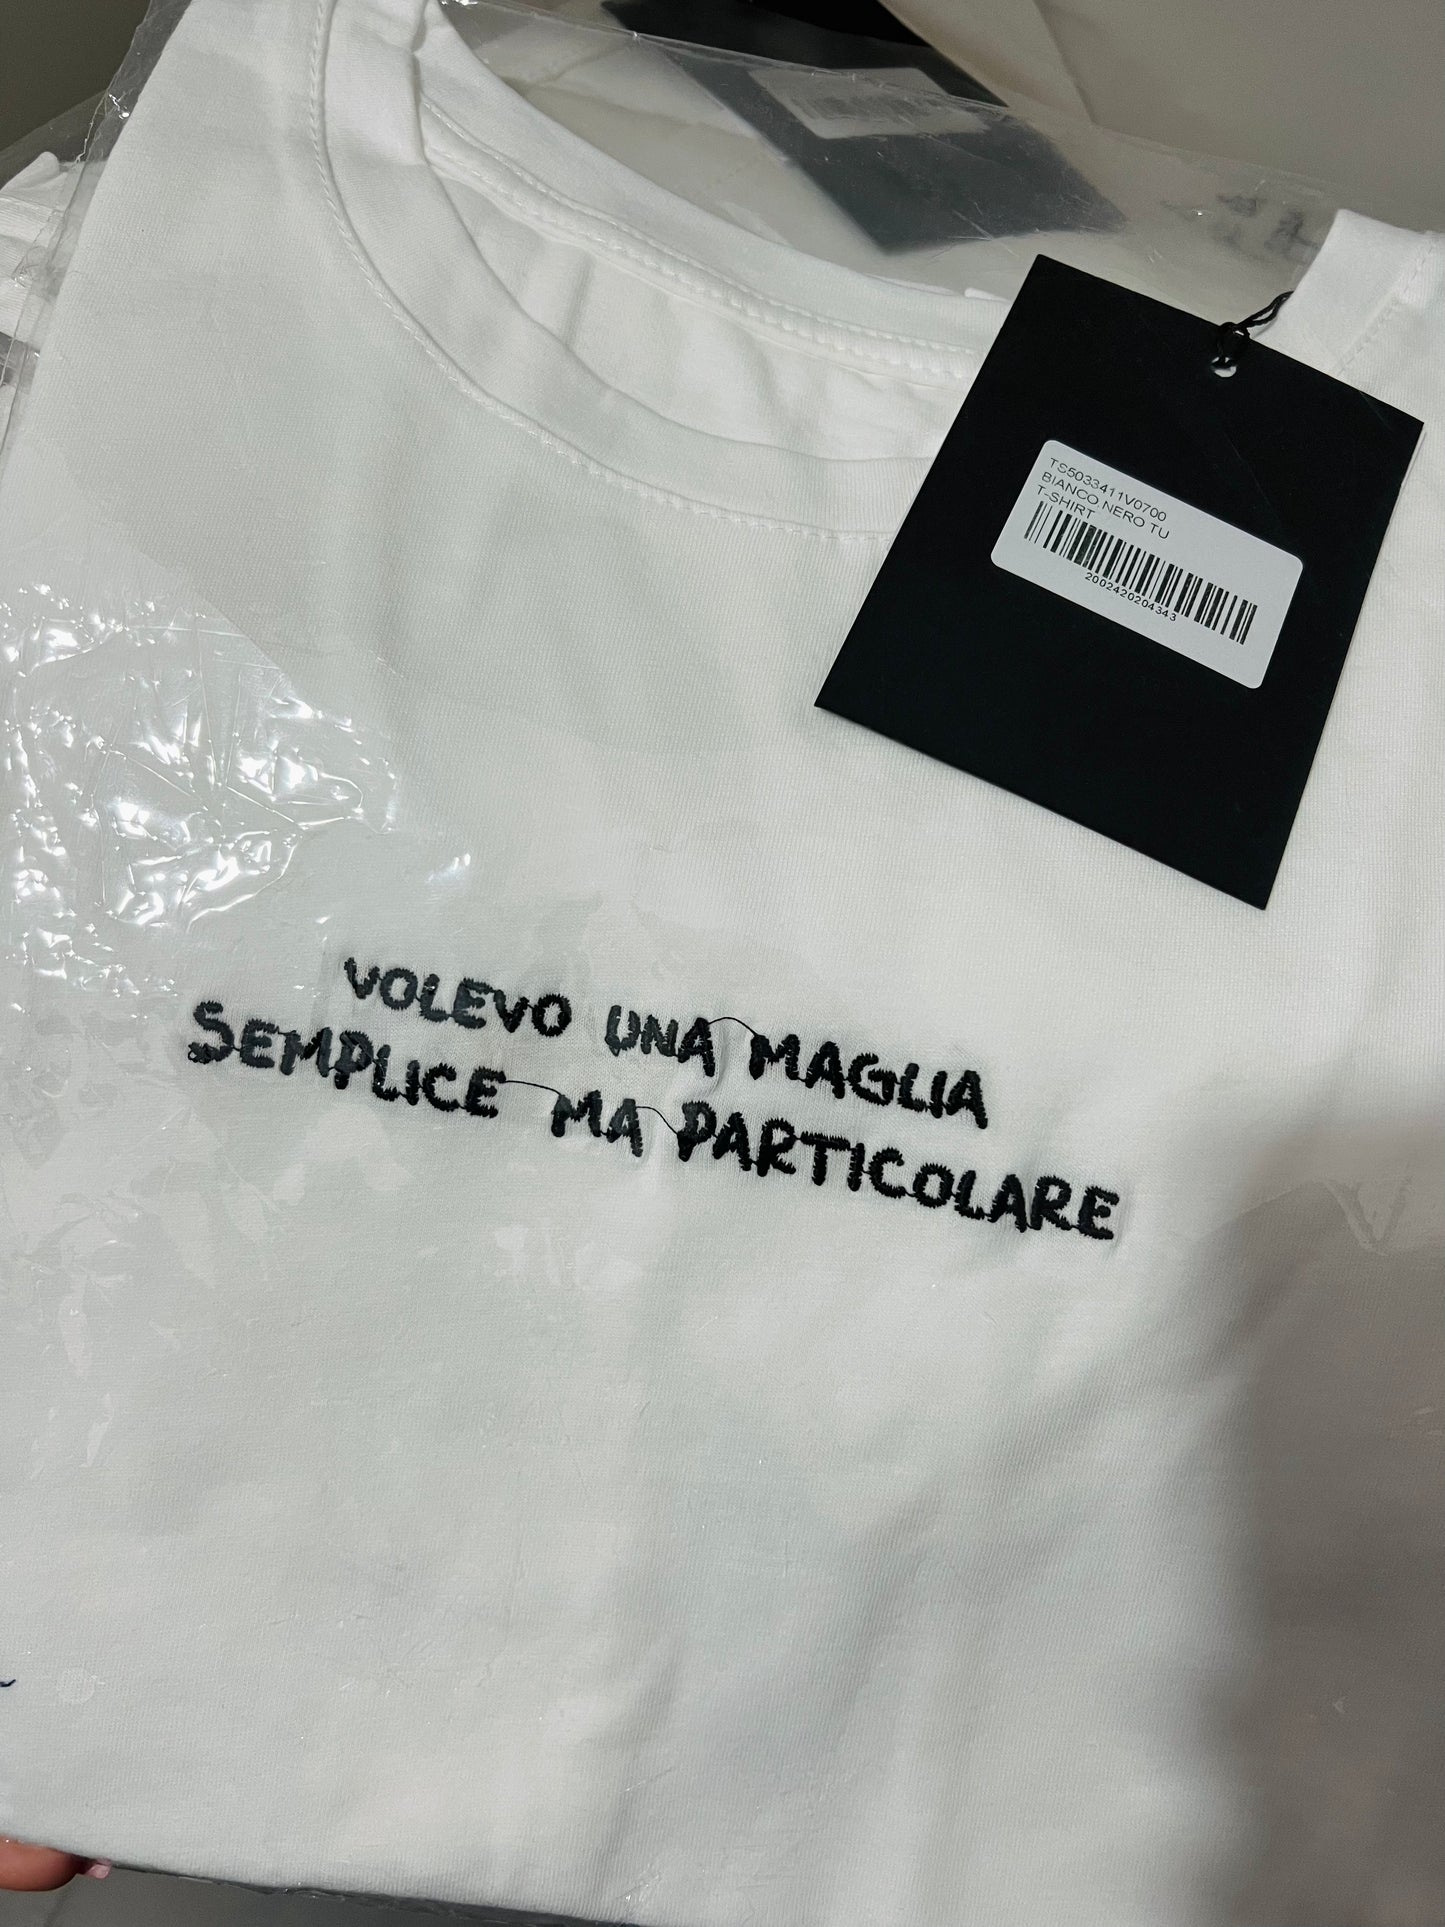 TS5033411V0700
BIANCO NERO TU
T-SHIRT
2002420204343
VOLEVO UNA MAGLIA
SEMPLICE MA PARTICOLARE